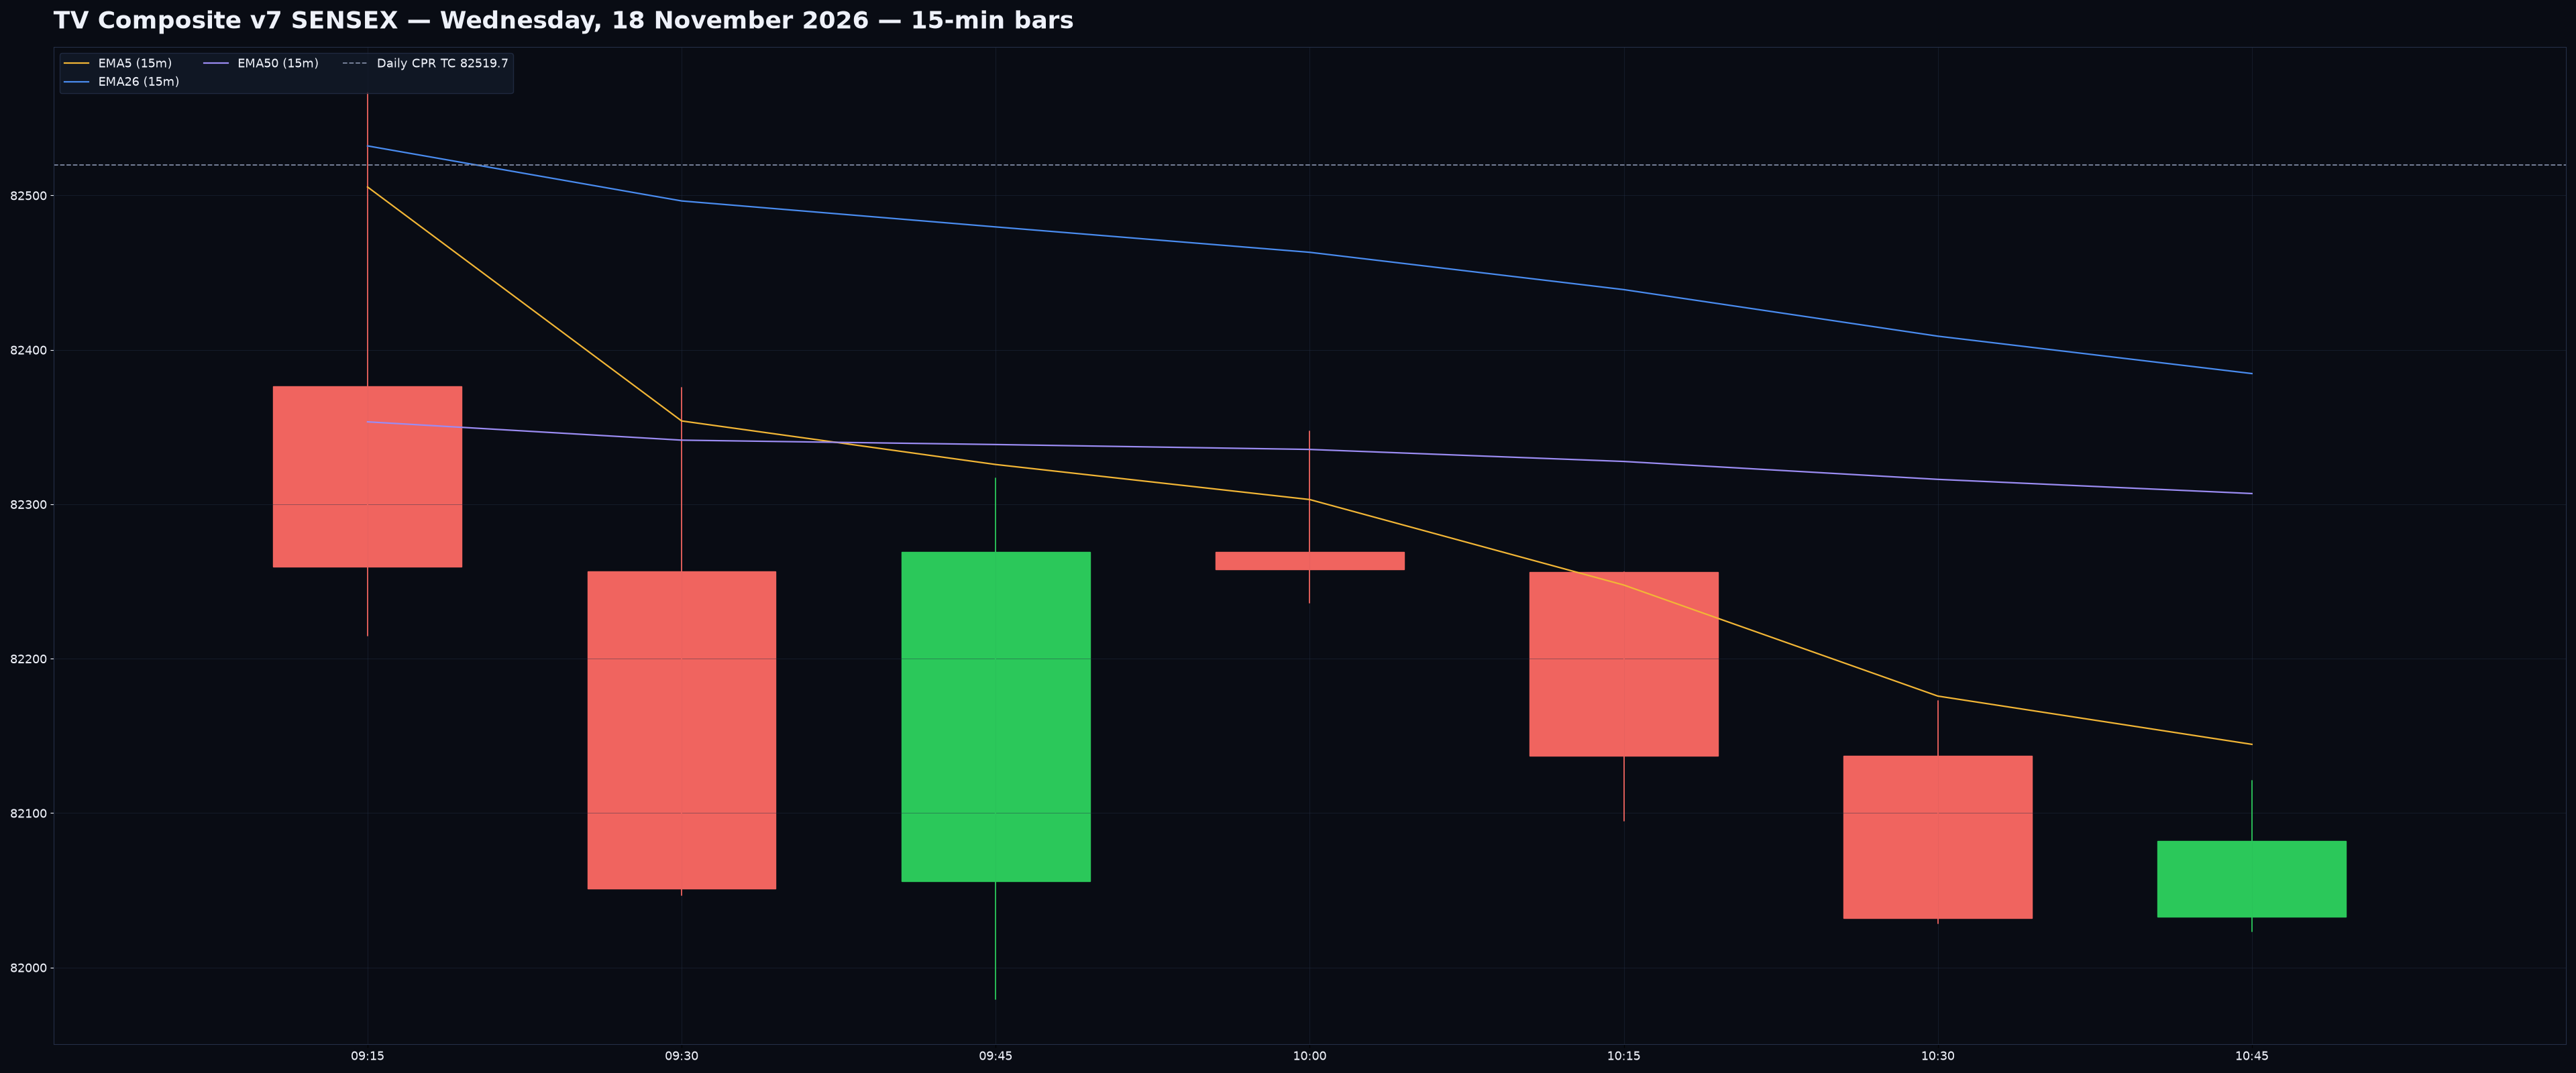 TV Composite v7 SENSEX — Wednesday, 18 November 2026 — 15-min bars
EMA5 (15m)
EMA26 (15m)
EMA50 (15m)
Daily CPR TC 82519.7
82500
82400
82300
82200
82100
82000
09:15 09:30 09:45 10:00 10:15 10:30 10:45